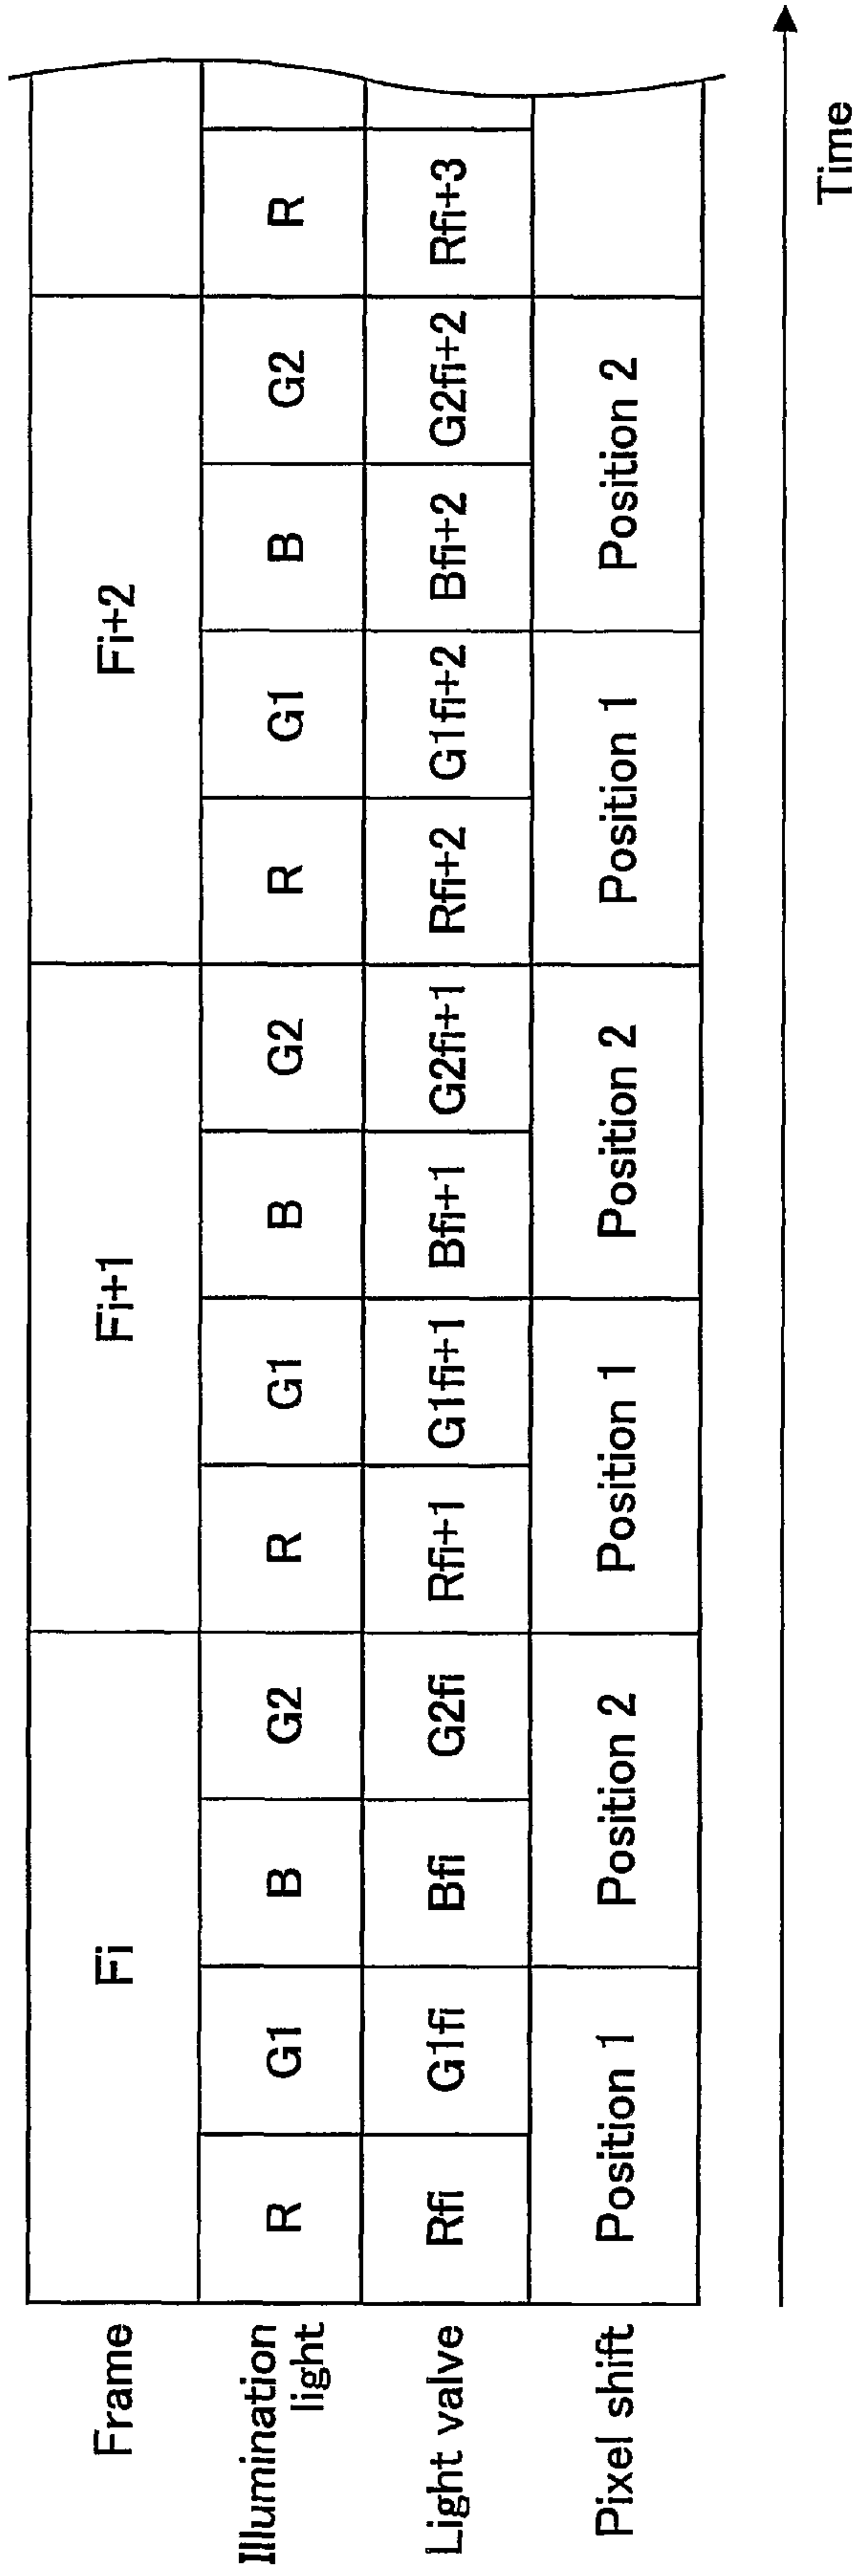 Frame
Fi
Fi+1
Fi+2
Illumination
light
R
G1
B
G2
R
G1
B
G2
R
G1
B
G2
R
Light valve
Rfi
G1fi
Bfi
G2fi
Rfi+1
G1fi+1
Bfi+1
G2fi+1
Rfi+2
G1fi+2
Bfi+2
G2fi+2
Rfi+3
Pixel shift
Position 1
Position 2
Position 1
Position 2
Position 1
Position 2
Time